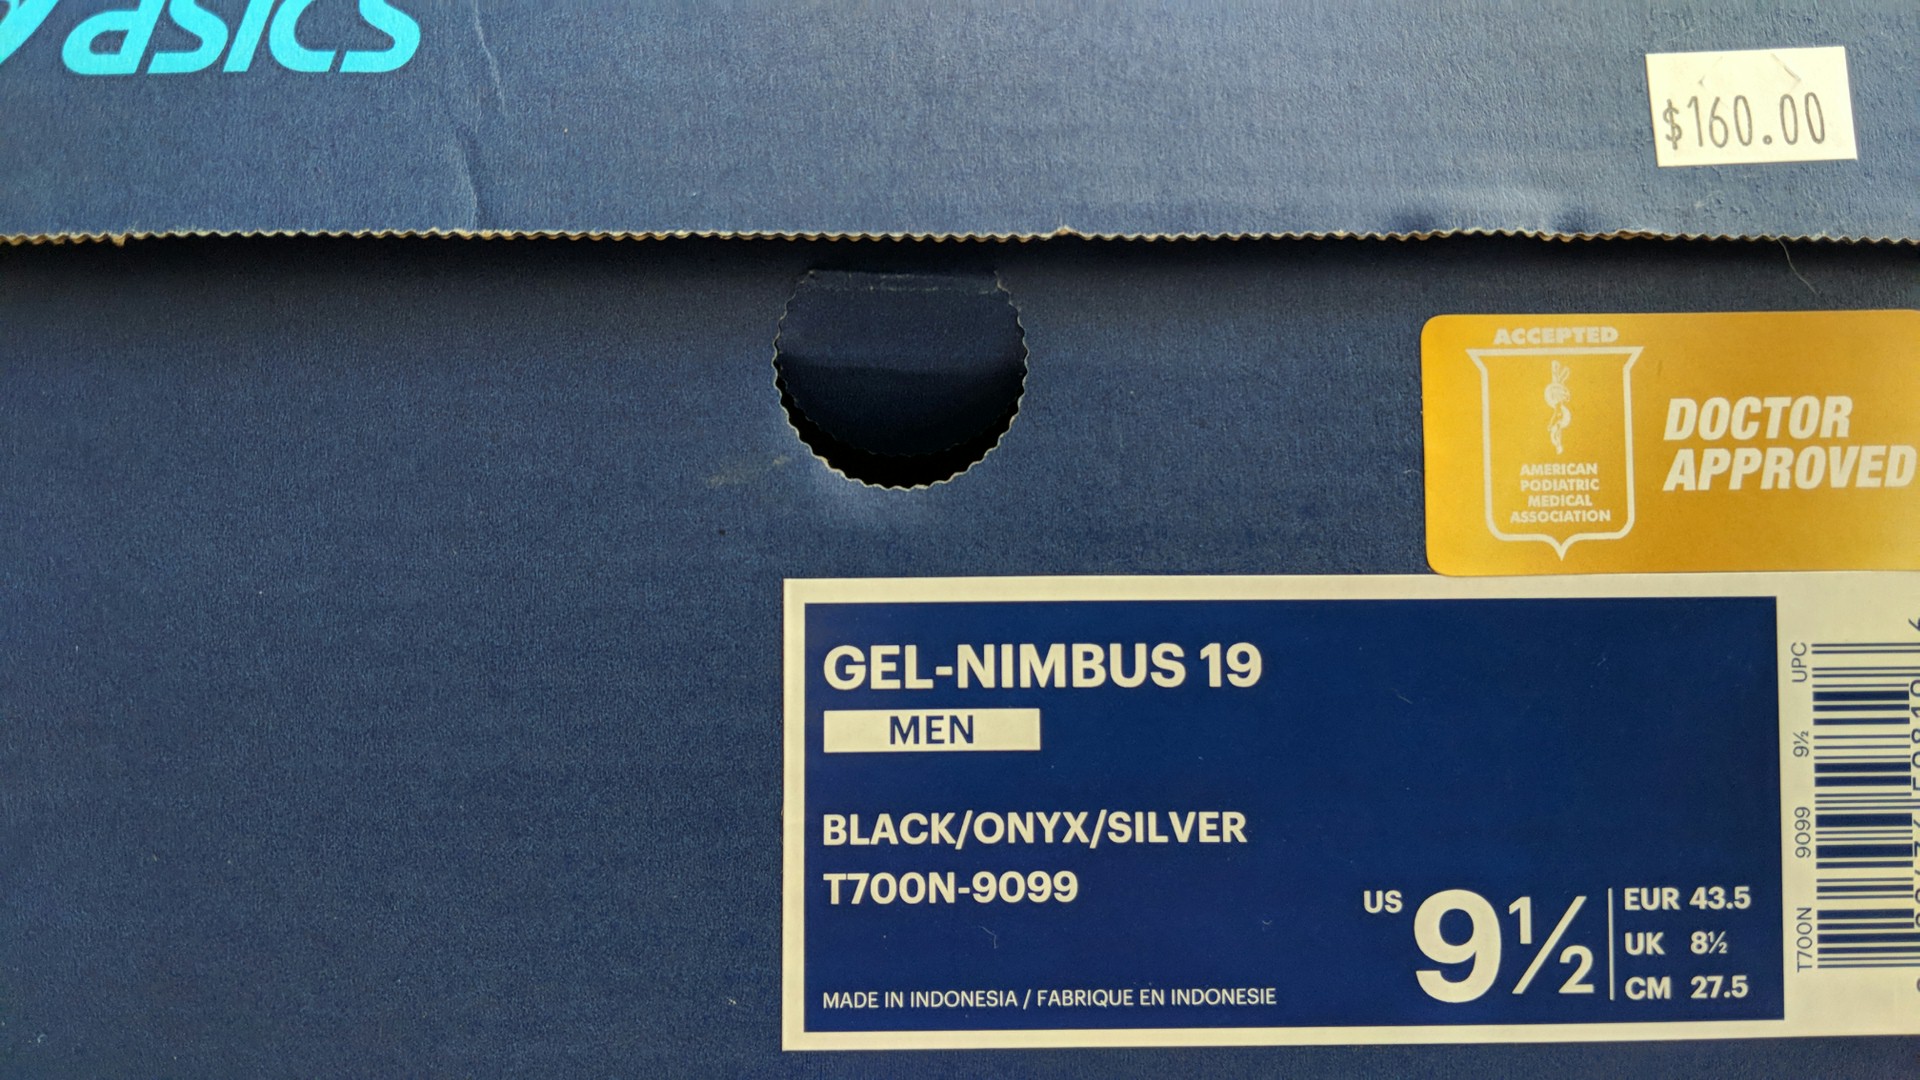 asics
$160.00
ACCEPTED
AMERICAN
PODIATRIC
MEDICAL
ASSOCIATION
DOCTOR
APPROVED
GEL-NIMBUS 19
MEN
BLACK/ONYX/SILVER
T700N-9099
US 9½
EUR 43.5
UK 8½
CM 27.5
MADE IN INDONESIA / FABRIQUE EN INDONESIE
T700N 9099 9½ UPC